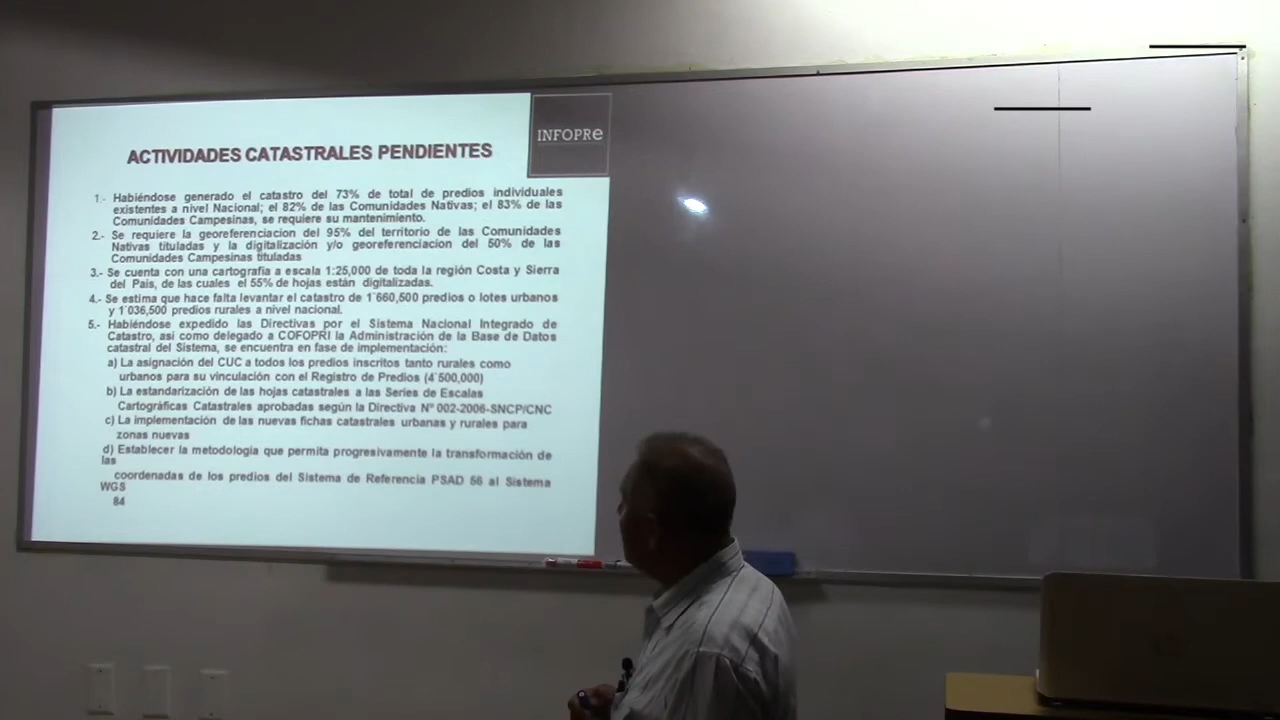 INFOPRe
ACTIVIDADES CATASTRALES PENDIENTES
1.- Habiéndose generado el catastro del 73% de total de predios individuales
existentes a nivel Nacional; el 82% de las Comunidades Nativas; el 83% de las
Comunidades Campesinas, se requiere su mantenimiento.
2.- Se requiere la georeferenciacion del 95% del territorio de las Comunidades
Nativas tituladas y la digitalización y/o georeferenciacion del 50% de las
Comunidades Campesinas tituladas
3.- Se cuenta con una cartografía a escala 1:25,000 de toda la región Costa y Sierra
del País, de las cuales el 55% de hojas están digitalizadas.
4.- Se estima que hace falta levantar el catastro de 1´660,500 predios o lotes urbanos
y 1´036,500 predios rurales a nivel nacional.
5.- Habiéndose expedido las Directivas por el Sistema Nacional Integrado de
Catastro, así como delegado a COFOPRI la Administración de la Base de Datos
catastral del Sistema, se encuentra en fase de implementación:
a) La asignación del CUC a todos los predios inscritos tanto rurales como
urbanos para su vinculación con el Registro de Predios (4´500,000)
b) La estandarización de las hojas catastrales a las Series de Escalas
Cartográficas Catastrales aprobadas según la Directiva Nº 002-2006-SNCP/CNC
c) La implementación de las nuevas fichas catastrales urbanas y rurales para
zonas nuevas
d) Establecer la metodología que permita progresivamente la transformación de
las
coordenadas de los predios del Sistema de Referencia PSAD 56 al Sistema
WGS
84